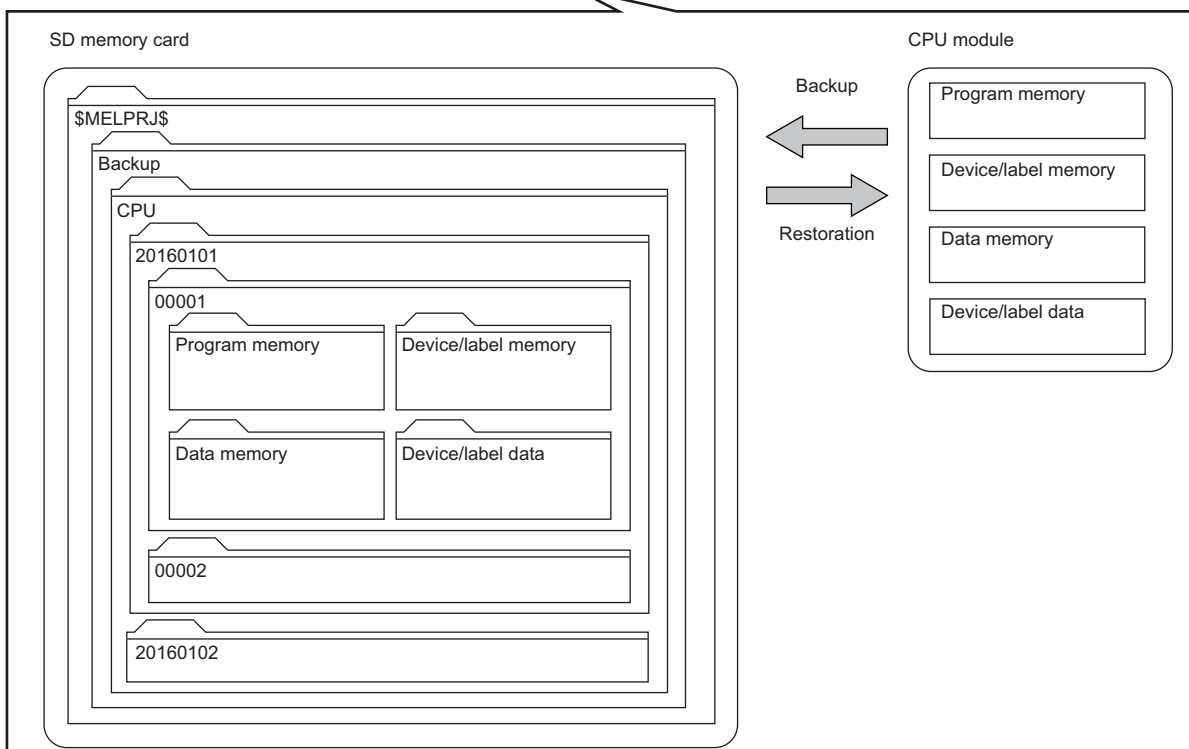 SD memory card
$MELPRJ$
Backup
CPU
20160101
00001
Program memory
Device/label memory
Data memory
Device/label data
00002
20160102
Backup
Restoration
CPU module
Program memory
Device/label memory
Data memory
Device/label data